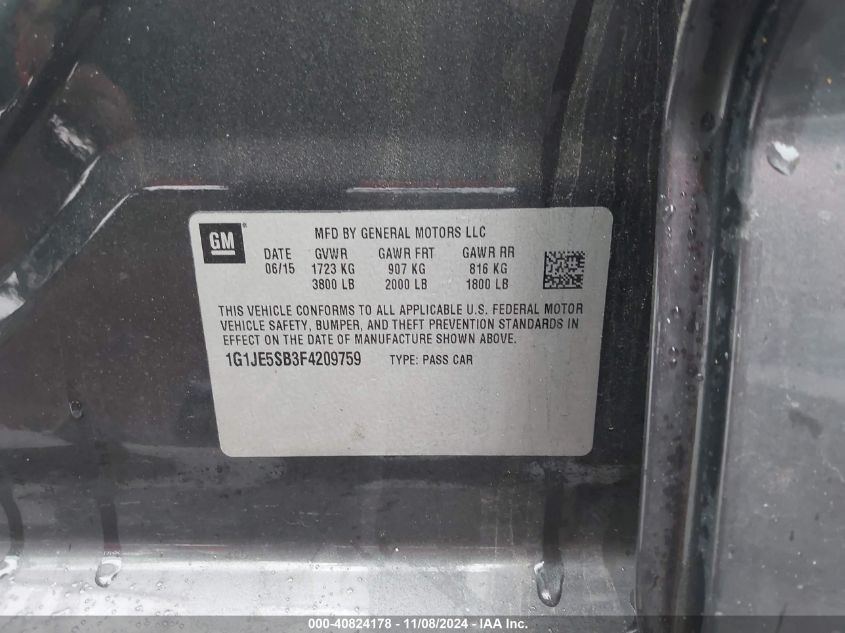 GM ®
MFD BY GENERAL MOTORS LLC
DATE GVWR GAWR FRT GAWR RR
06/15 1723 KG 907 KG 816 KG
3800 LB 2000 LB 1800 LB
THIS VEHICLE CONFORMS TO ALL APPLICABLE U.S. FEDERAL MOTOR
VEHICLE SAFETY, BUMPER, AND THEFT PREVENTION STANDARDS IN
EFFECT ON THE DATE OF MANUFACTURE SHOWN ABOVE.
1G1JE5SB3F4209759 TYPE: PASS CAR
000-40824178 - 11/08/2024 - IAA Inc.